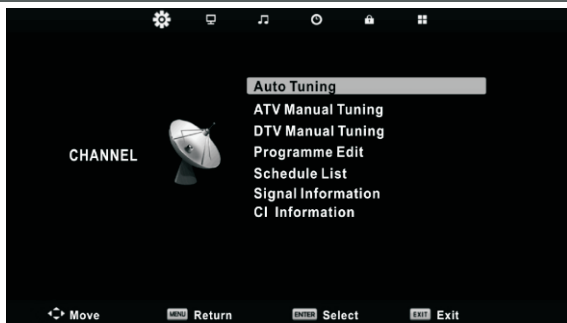 Auto Tuning
ATV Manual Tuning
DTV Manual Tuning
CHANNEL
Programme Edit
Schedule List
Signal Information
CI Information
Move MENU Return ENTER Select EXIT Exit